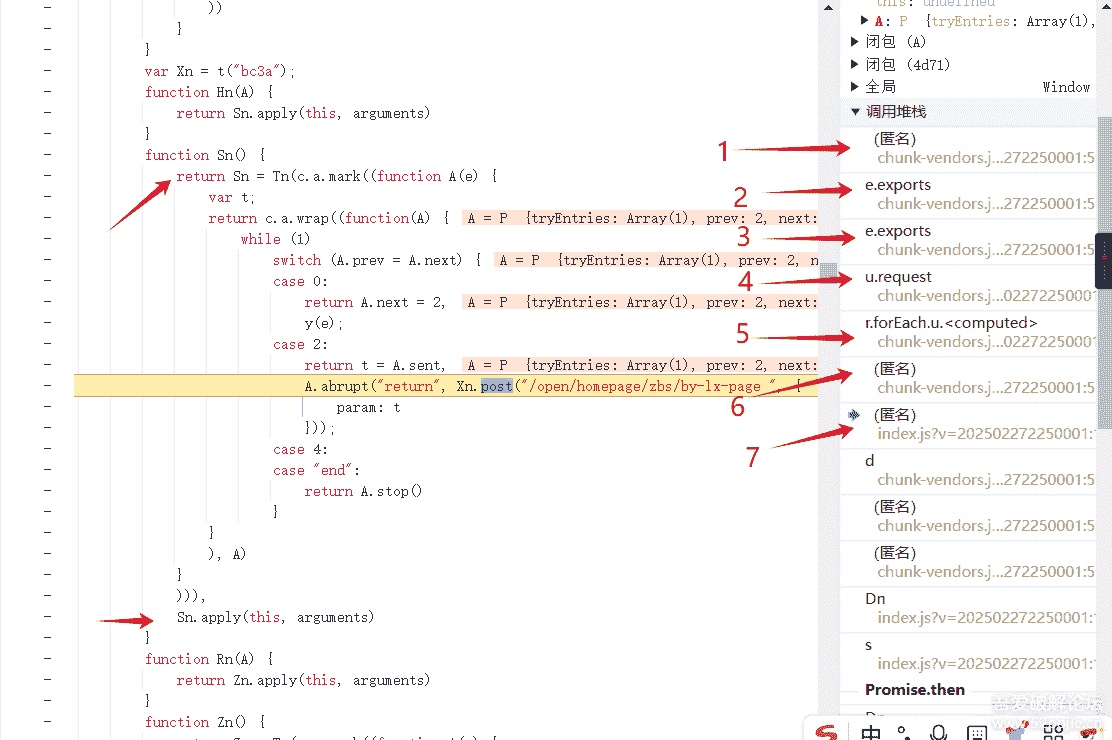 ))
}
}
var Xn = t("bc3a");
function Hn(A) {
return Sn.apply(this, arguments)
}
function Sn() {
return Sn = Tn(c.a.mark((function A(e) {
var t;
return c.a.wrap((function(A) { A = P {tryEntries: Array(1), prev: 2, next:
while (1)
switch (A.prev = A.next) { A = P {tryEntries: Array(1), prev: 2, n
case 0:
return A.next = 2, A = P {tryEntries: Array(1), prev: 2, next:
y(e);
case 2:
return t = A.sent, A = P {tryEntries: Array(1), prev: 2, next:
A.abrupt("return", Xn.post("/open/homepage/zbs/by-lx-page ", {
param: t
}));
case 4:
case "end":
return A.stop()
}
}
), A)
}
))),
Sn.apply(this, arguments)
}
function Rn(A) {
return Zn.apply(this, arguments)
}
function Zn() {
this: undefined
A: P {tryEntries: Array(1),
闭包 (A)
闭包 (4d71)
全局 Window
调用堆栈
1 (匿名)
chunk-vendors.j...272250001:5
2 e.exports
chunk-vendors.j...272250001:5
3 e.exports
chunk-vendors.j...272250001:5
4 u.request
chunk-vendors.j...0227225000
5 r.forEach.u.<computed>
chunk-vendors.j...022722500
6 (匿名)
chunk-vendors.j...272250001:5
7 (匿名)
index.js?v=202502272250001:
d
chunk-vendors.j...272250001:5
(匿名)
chunk-vendors.j...272250001:5
(匿名)
chunk-vendors.j...272250001:5
Dn
index.js?v=202502272250001:
s
index.js?v=202502272250001:
Promise.then
吾爱破解论坛
中